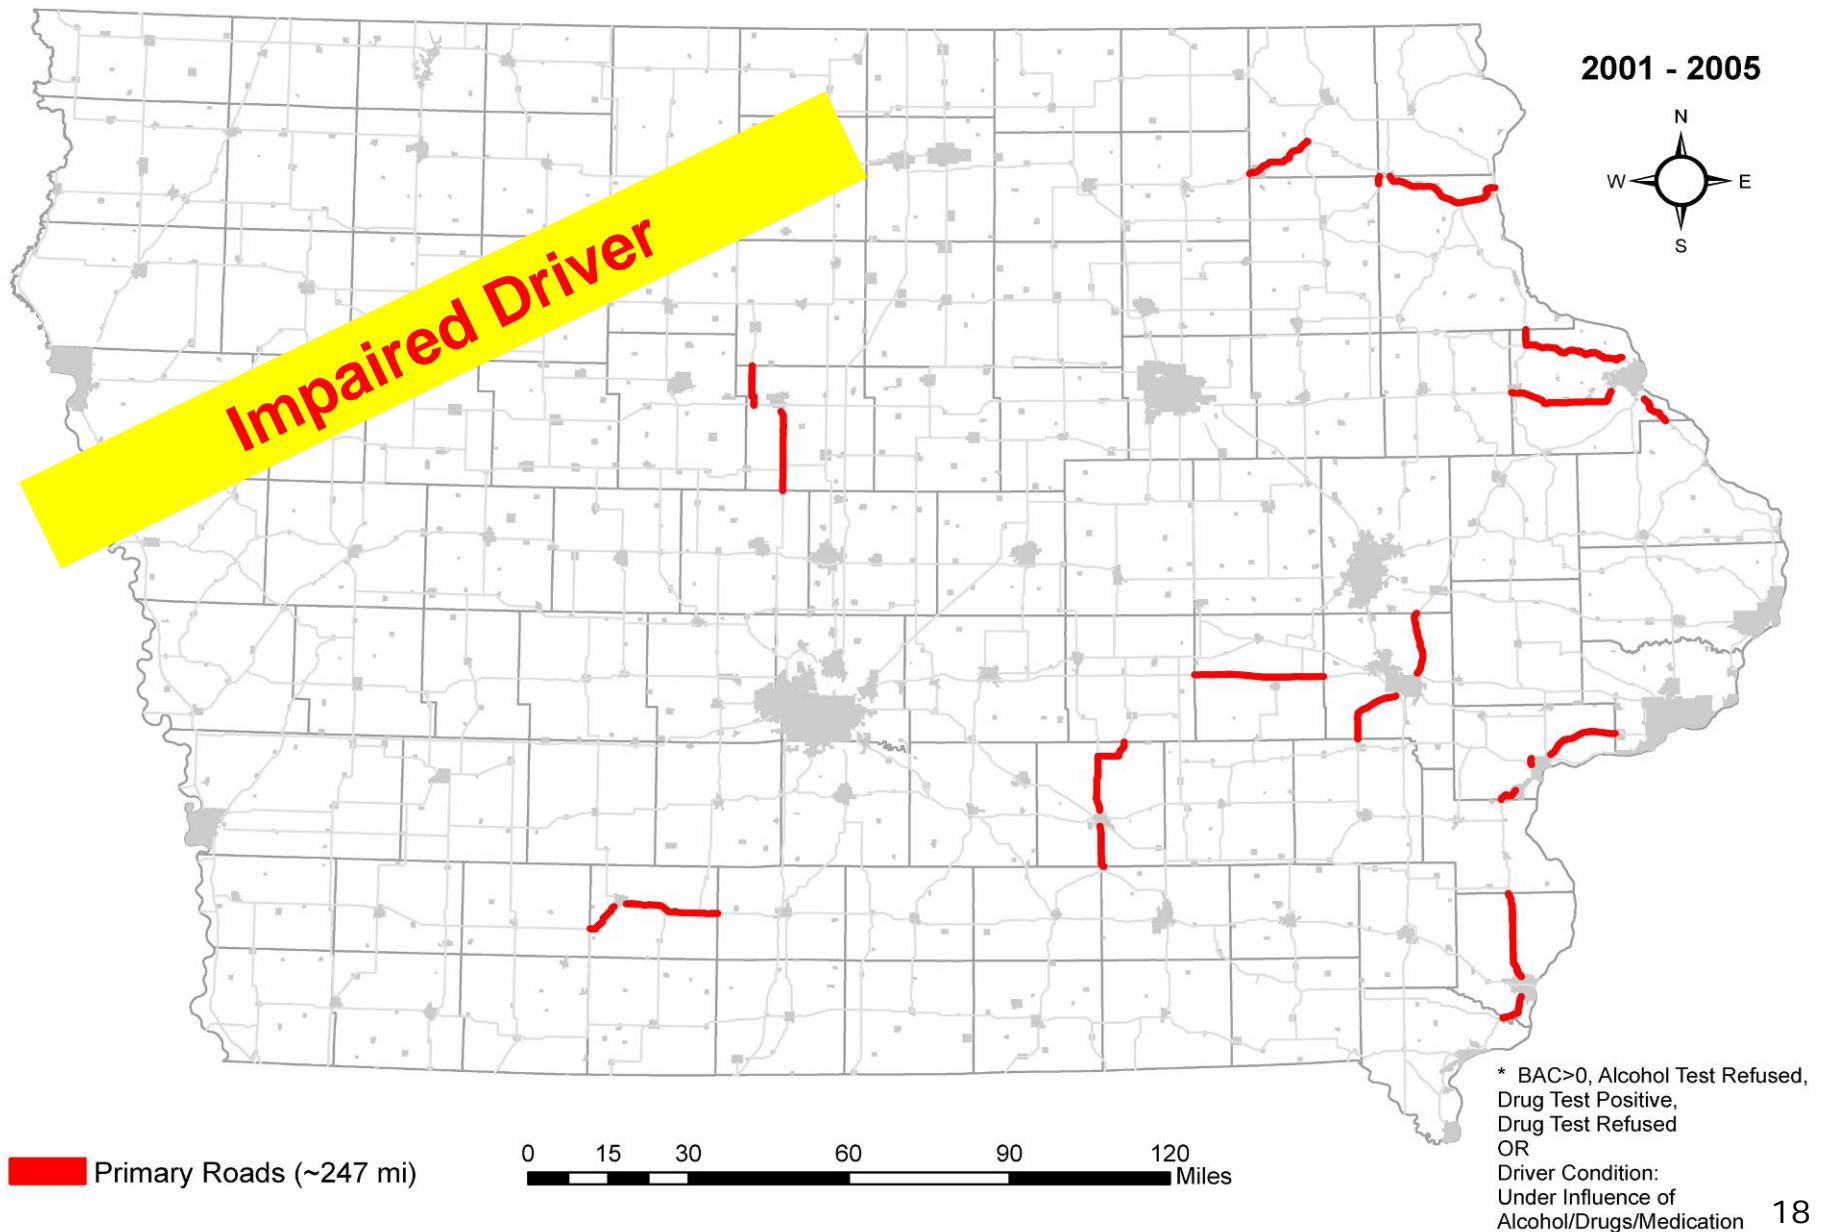 2001 - 2005
N
W
E
S
Impaired Driver
* BAC>0, Alcohol Test Refused,
Drug Test Positive,
Drug Test Refused
OR
Driver Condition:
Under Influence of
Alcohol/Drugs/Medication
Primary Roads (~247 mi)
0 15 30 60 90 120
Miles
18